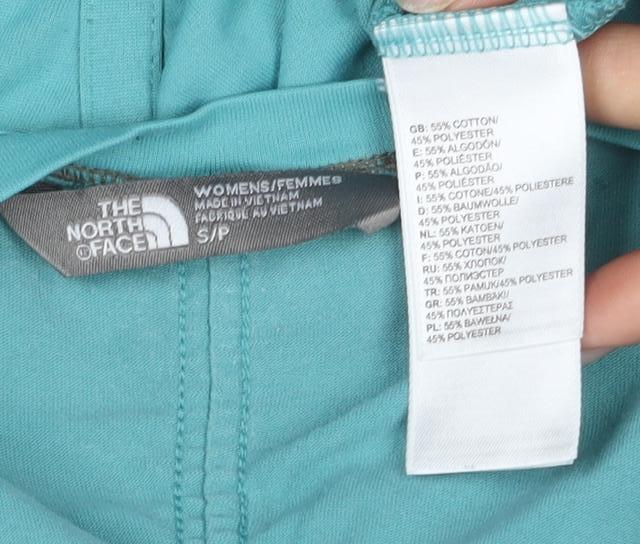 THE
NORTH
FACE
WOMENS/FEMMES
MADE IN VIETNAM
FABRIQUÉ AU VIETNAM
S/P
GB: 55% COTTON/
45% POLYESTER
E: 55% ALGODÓN/
45% POLIÉSTER
P: 55% ALGODÃO/
45% POLIÉSTER
I: 55% COTONE/45% POLIESTERE
D: 55% BAUMWOLLE/
45% POLYESTER
NL: 55% KATOEN/
45% POLYESTER
F: 55% COTON/45% POLYESTER
RU: 55% ХЛОПОК/
45% ПОЛИЭСТЕР
TR: 55% PAMUK/45% POLYESTER
GR: 55% ΒΑΜΒΑΚΙ/
45% ΠΟΛΥΕΣΤΕΡΑΣ
PL: 55% BAWEŁNA/
45% POLYESTER